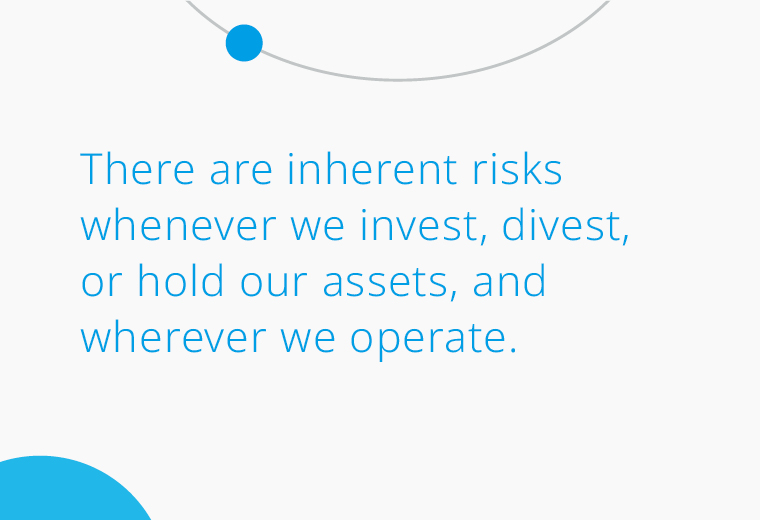 There are inherent risks
whenever we invest, divest,
or hold our assets, and
wherever we operate.